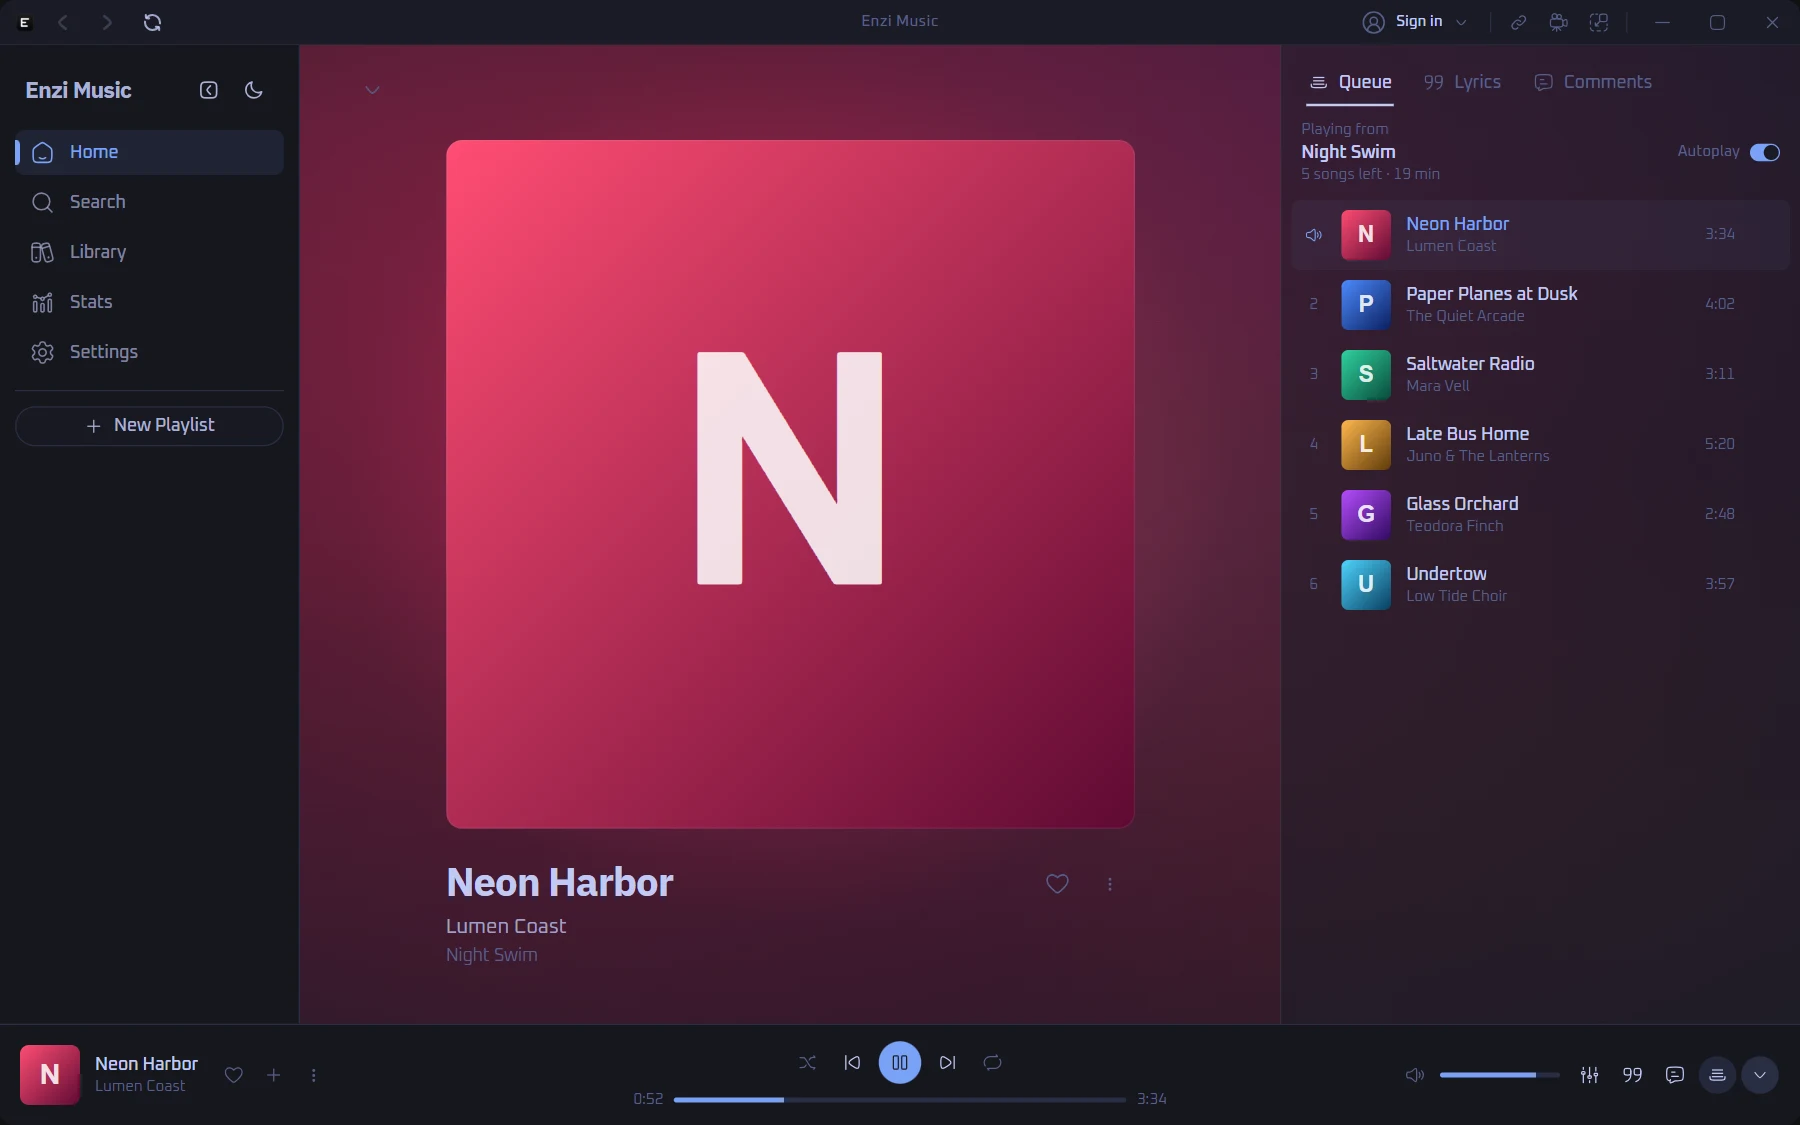 E
Enzi Music
Sign in
Enzi Music
Home
Search
Library
Stats
Settings
New Playlist
N
Neon Harbor
Lumen Coast
Night Swim
Queue
Lyrics
Comments
Playing from
Night Swim
5 songs left · 19 min
Autoplay
N
Neon Harbor
Lumen Coast
3:34
2
P
Paper Planes at Dusk
The Quiet Arcade
4:02
3
S
Saltwater Radio
Mara Vell
3:11
4
L
Late Bus Home
Juno & The Lanterns
5:20
5
G
Glass Orchard
Teodora Finch
2:48
6
U
Undertow
Low Tide Choir
3:57
N
Neon Harbor
Lumen Coast
0:52
3:34